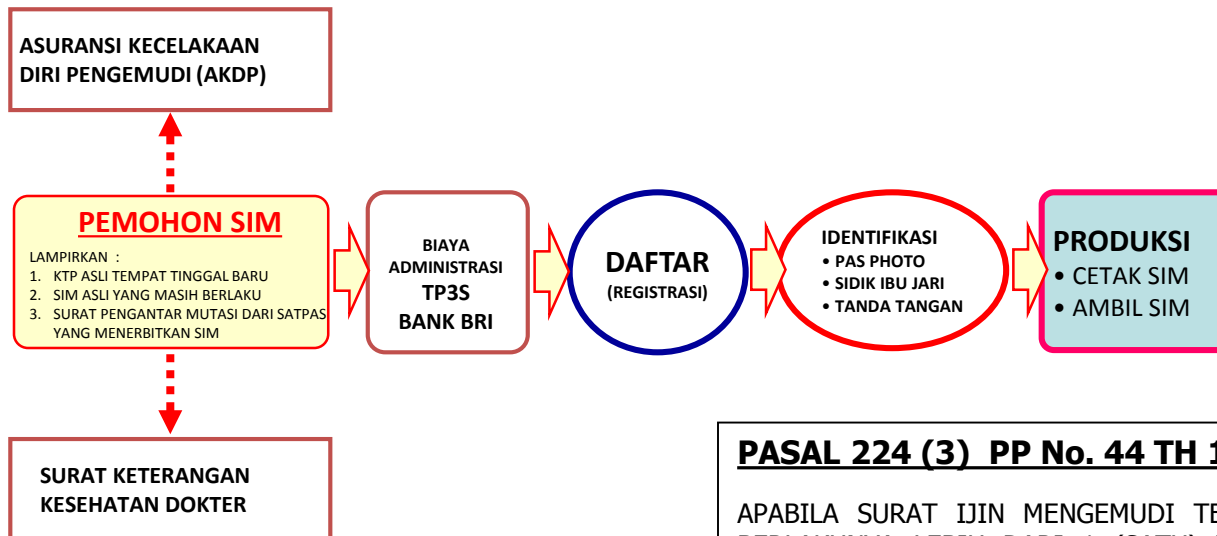 ASURANSI KECELAKAAN
DIRI PENGEMUDI (AKDP)
PEMOHON SIM
LAMPIRKAN :
1. KTP ASLI TEMPAT TINGGAL BARU
2. SIM ASLI YANG MASIH BERLAKU
3. SURAT PENGANTAR MUTASI DARI SATPAS
YANG MENERBITKAN SIM
BIAYA
ADMINISTRASI
TP3S
BANK BRI
DAFTAR
(REGISTRASI)
IDENTIFIKASI
• PAS PHOTO
• SIDIK IBU JARI
• TANDA TANGAN
PRODUKSI
• CETAK SIM
• AMBIL SIM
SURAT KETERANGAN
KESEHATAN DOKTER
PASAL 224 (3) PP No. 44 TH
APABILA SURAT IJIN MENGEMUDI